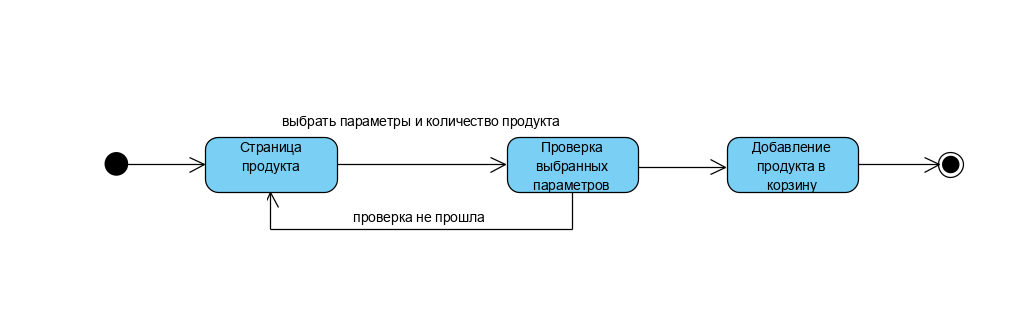 выбрать параметры и количество продукта
Страница
продукта
Проверка
выбранных
параметров
Добавление
продукта в
корзину
проверка не прошла